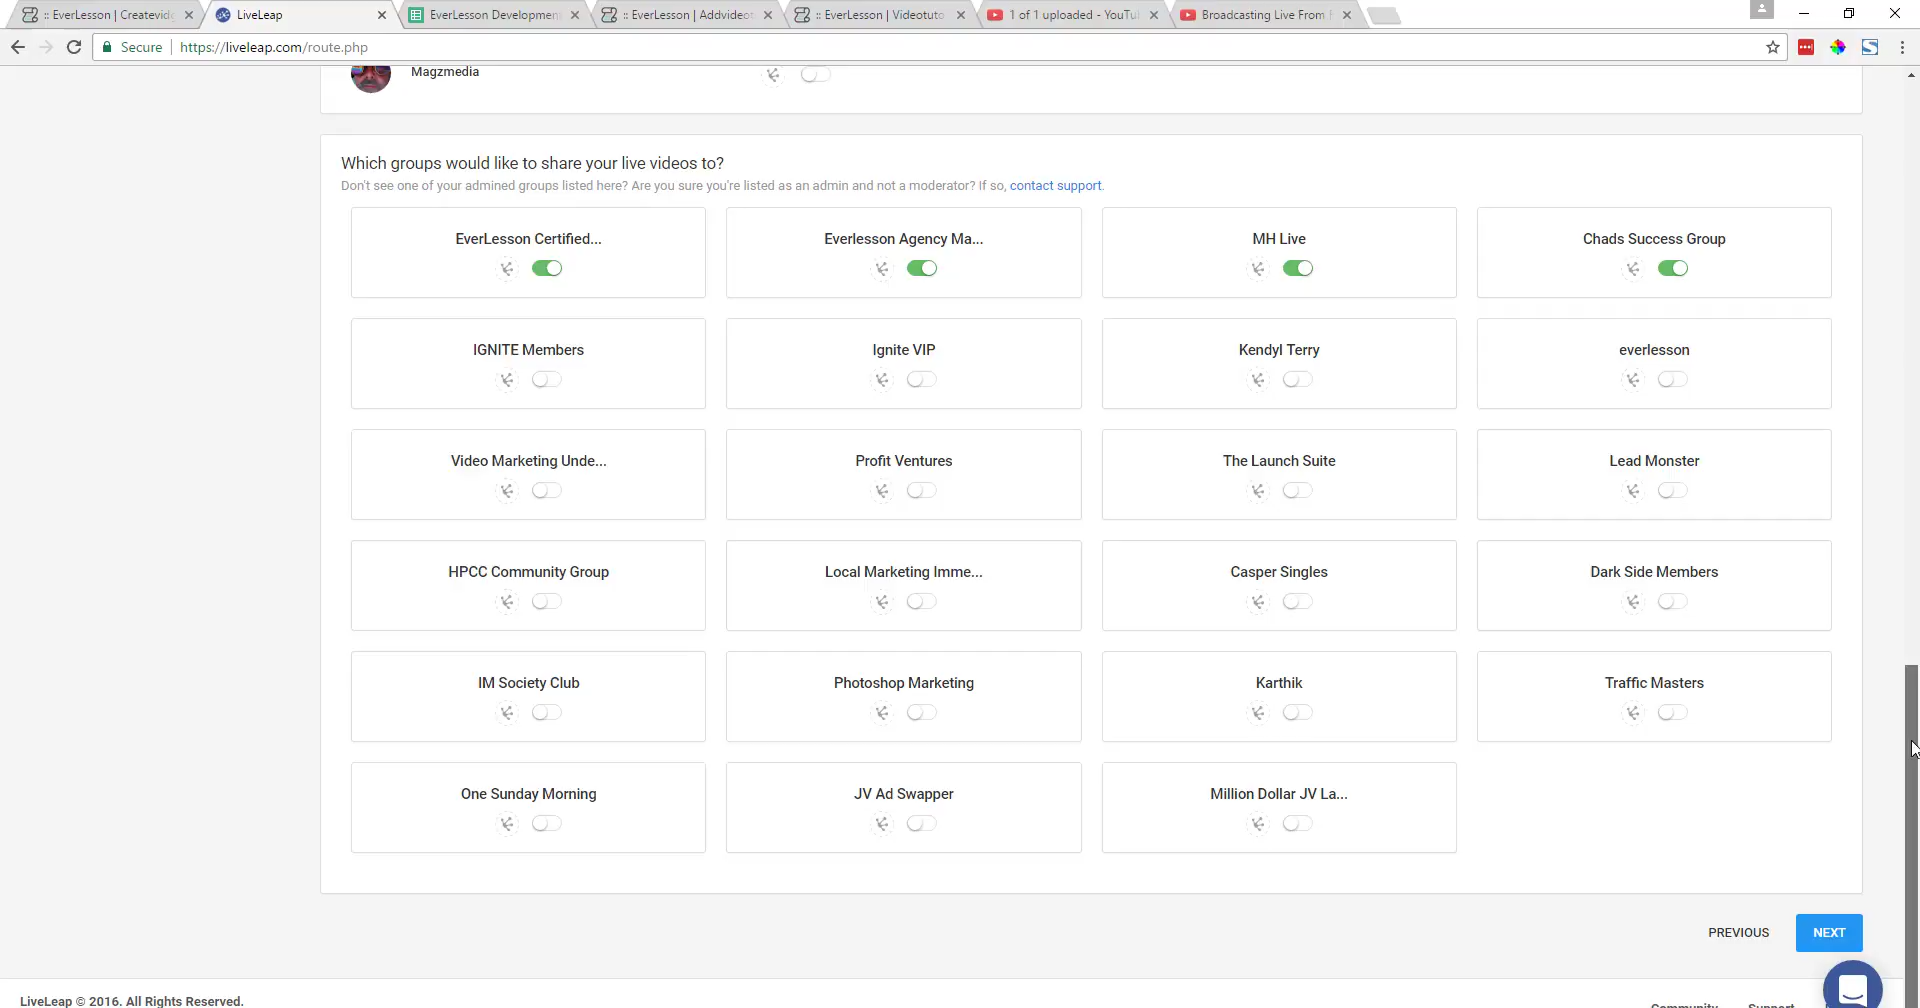 :: EverLesson | Createvide
LiveLeap
EverLesson Developmen
:: EverLesson | Addvideot
:: EverLesson | Videotuto
1 of 1 uploaded - YouTu
Broadcasting Live From
Secure
https://liveleap.com/route.php
Magzmedia
Which groups would like to share your live videos to?
Don't see one of your admined groups listed here? Are you sure you're listed as an admin and not a moderator? If so, contact support.
EverLesson Certified...
Everlesson Agency Ma...
MH Live
Chads Success Group
IGNITE Members
Ignite VIP
Kendyl Terry
everlesson
Video Marketing Unde...
Profit Ventures
The Launch Suite
Lead Monster
HPCC Community Group
Local Marketing Imme...
Casper Singles
Dark Side Members
IM Society Club
Photoshop Marketing
Karthik
Traffic Masters
One Sunday Morning
JV Ad Swapper
Million Dollar JV La...
PREVIOUS
NEXT
LiveLeap © 2016. All Rights Reserved.
Community
Support